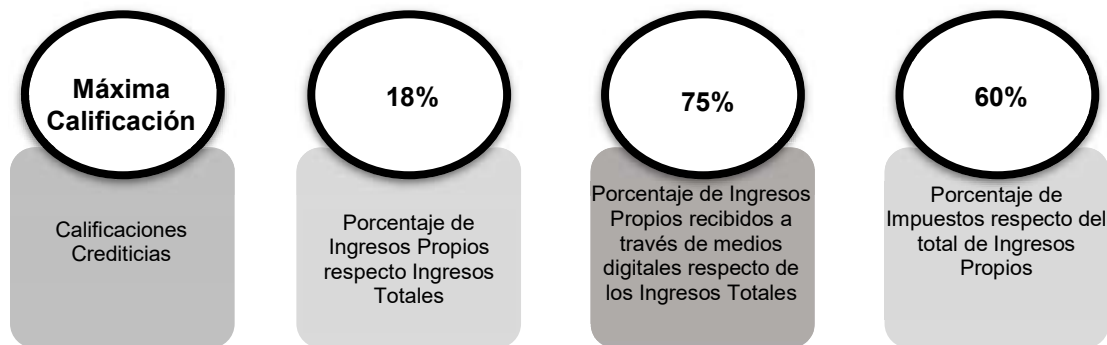 Máxima
Calificación
Calificaciones
Crediticias
18%
Porcentaje de
Ingresos Propios
respecto Ingresos
Totales
75%
Porcentaje de Ingresos
Propios recibidos a
través de medios
digitales respecto de
los Ingresos Totales
60%
Porcentaje de
Impuestos respecto del
total de Ingresos
Propios